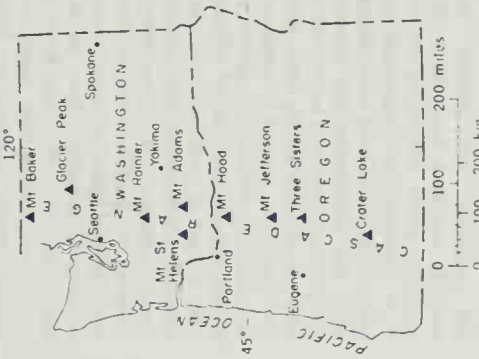 120°
Mt Baker
Glacier Peak
Spokane
Seattle
WASHINGTON
Mt Rainier
Yakima
Mt St
Helens
Mt Adams
Portland
Mt Hood
45°
Mt Jefferson
Eugene
Three Sisters
OREGON
Crater Lake
CASCADE RANGE
PACIFIC OCEAN
0 100 200 miles
0 100 200 km